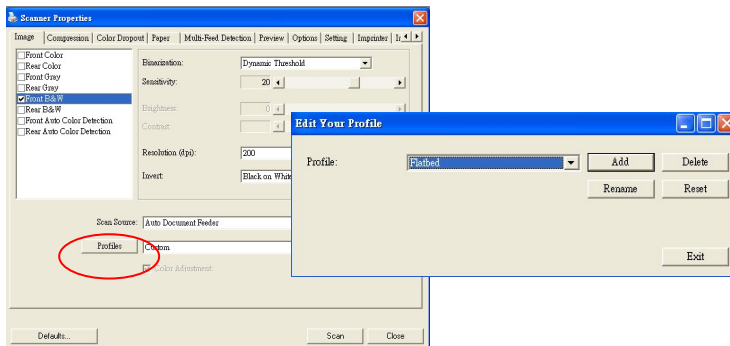 Scanner Properties
Image Compression Color Dropout Paper Multi-Feed Detection Preview Options Setting Imprinter
Front Color
Rear Color
Front Gray
Rear Gray
Front B&W
Rear B&W
Front Auto Color Detection
Rear Auto Color Detection
Binarization: Dynamic Threshold
Sensitivity: 20
Brightness: 0
Contrast:
Resolution (dpi): 200
Invert: Black on White
Scan Source: Auto Document Feeder
Profiles Custom
Color Adjustment:
Defaults... Scan Close
Edit Your Profile
Profile: Flatbed Add Delete
Rename Reset
Exit